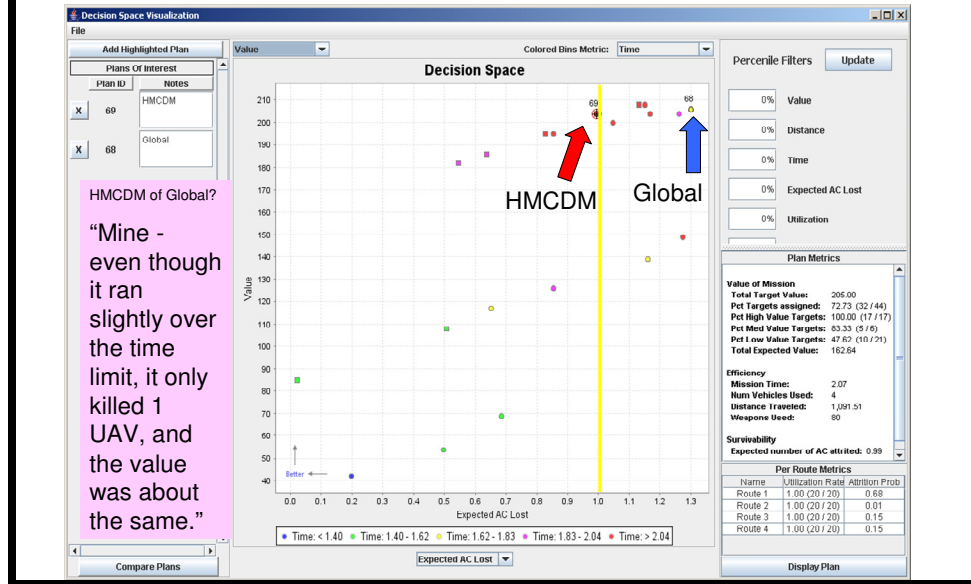 Decision Space Visualization
File
Add Highlighted Plan
Plans Of Interest
Plan ID Notes
X 69 HMCDM
X 68 Global
HMCDM of Global?
“Mine -
even though
it ran
slightly over
the time
limit, it only
killed 1
UAV, and
the value
was about
the same.”
Compare Plans
Value Colored Bins Metric: Time
Decision Space
Value
210
200
190
180
170
160
150
140
130
120
110
100
90
80
70
60
50
40
69
68
HMCDM
Global
Better
0.0 0.1 0.2 0.3 0.4 0.5 0.6 0.7 0.8 0.9 1.0 1.1 1.2 1.3
Expected AC Lost
Time: < 1.40 Time: 1.40 - 1.62 Time: 1.62 - 1.83 Time: 1.83 - 2.04 Time: > 2.04
Expected AC Lost
Percenile Filters Update
0% Value
0% Distance
0% Time
0% Expected AC Lost
0% Utilization
Plan Metrics
Value of Mission
Total Target Value: 205.00
Pct Targets assigned: 72.73 (32 / 44)
Pct High Value Targets: 100.00 (17 / 17)
Pct Med Value Targets: 83.33 (5 / 6)
Pct Low Value Targets: 47.62 (10 / 21)
Total Expected Value: 162.64
Efficiency
Mission Time: 2.07
Num Vehicles Used: 4
Distance Traveled: 1,091.51
Weapons Used: 80
Survivability
Expected number of AC attrited: 0.99
Per Route Metrics
Name Utilization Rate Attrition Prob
Route 1 1.00 (20 / 20) 0.68
Route 2 1.00 (20 / 20) 0.01
Route 3 1.00 (20 / 20) 0.15
Route 4 1.00 (20 / 20) 0.15
Display Plan